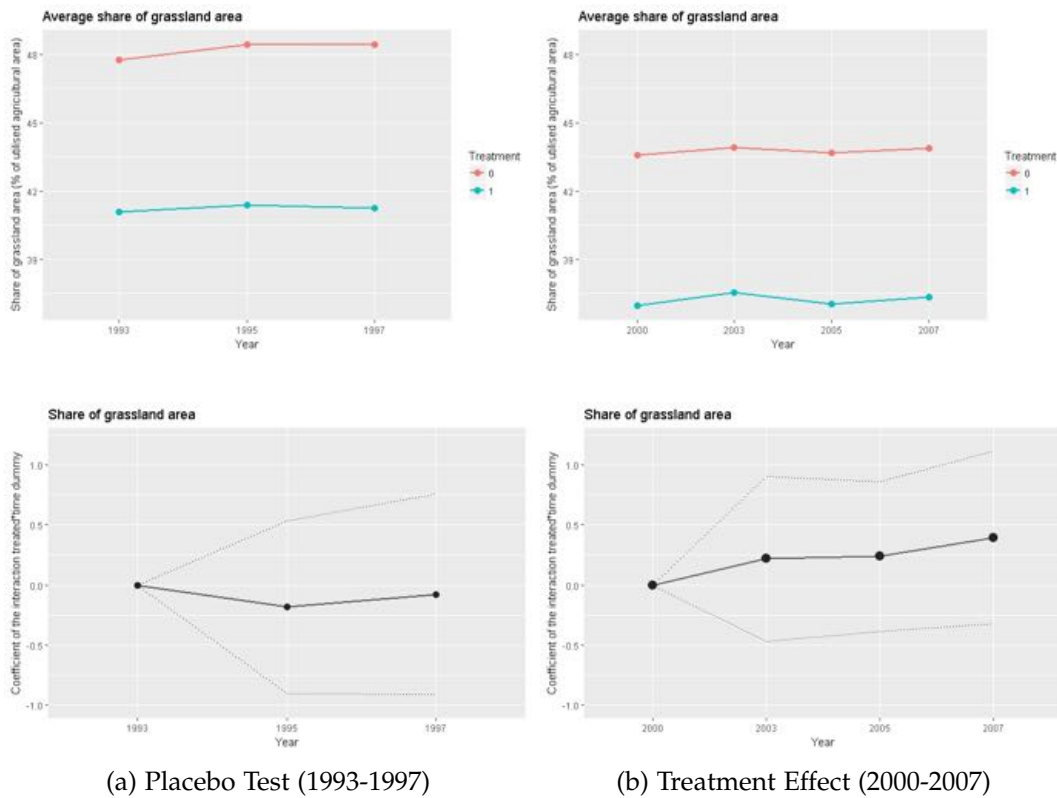 Average share of grassland area
Share of grassland area (% of utilised agricultural area)
48
45
42
39
1993
1995
1997
Year
Treatment
0
1
Average share of grassland area
Share of grassland area (% of utilised agricultural area)
48
45
42
39
2000
2003
2005
2007
Year
Treatment
0
1
Share of grassland area
Coefficient of the interaction treated*time dummy
1.0
0.5
0.0
-0.5
-1.0
1993
1995
1997
Year
Share of grassland area
Coefficient of the interaction treated*time dummy
1.0
0.5
0.0
-0.5
-1.0
2000
2003
2005
2007
Year
(a) Placebo Test (1993-1997)
(b) Treatment Effect (2000-2007)